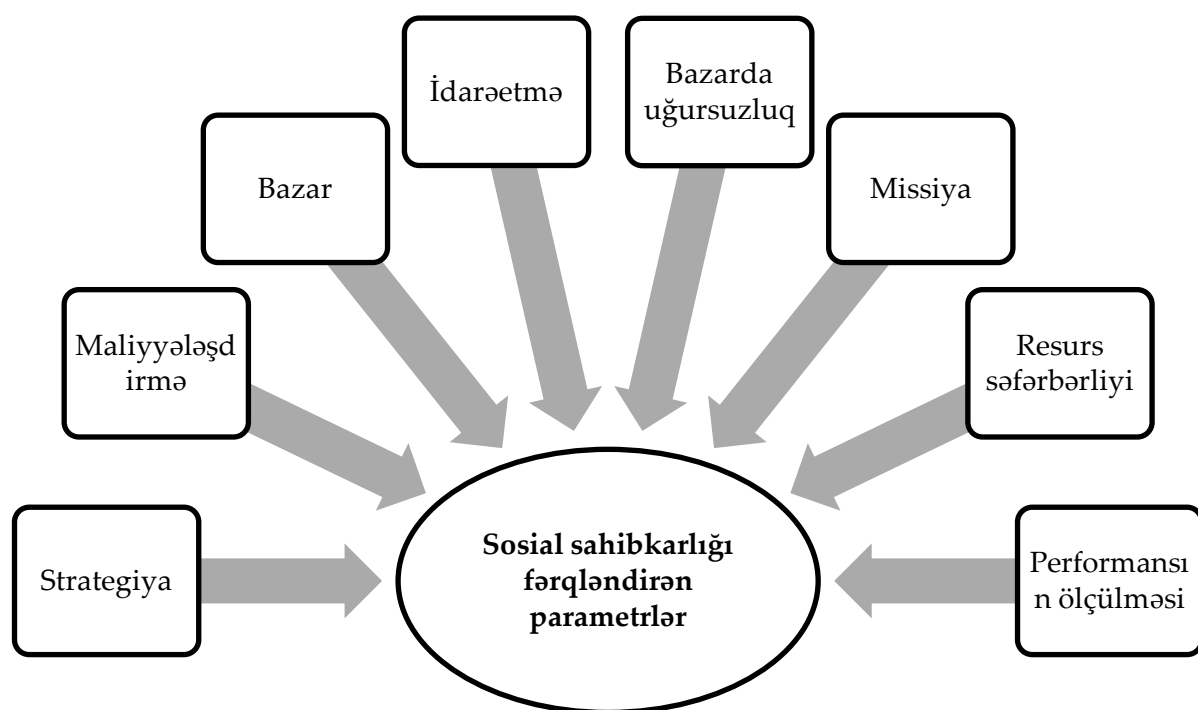 İdarəetmə
Bazarda
uğursuzluq
Bazar
Missiya
Maliyyələşd
irmə
Resurs
səfərbərliyi
Strategiya
Sosial sahibkarlığı
fərqləndirən
parametrlər
Performansı
n ölçülməsi